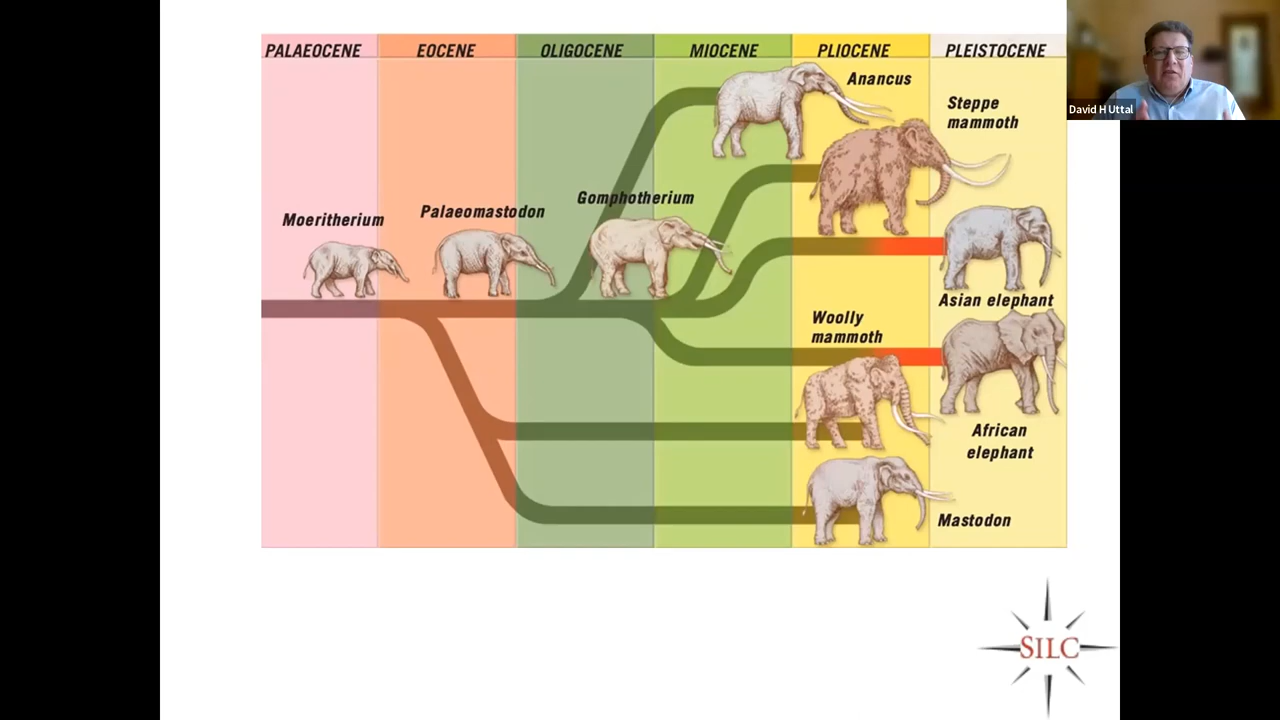 PALAEOCENE
EOCENE
OLIGOCENE
MIOCENE
PLIOCENE
PLEISTOCENE
Anancus
Steppe
mammoth
David H Uttal
Gomphotherium
Palaeomastodon
Moeritherium
Asian elephant
Woolly
mammoth
African
elephant
Mastodon
SILC